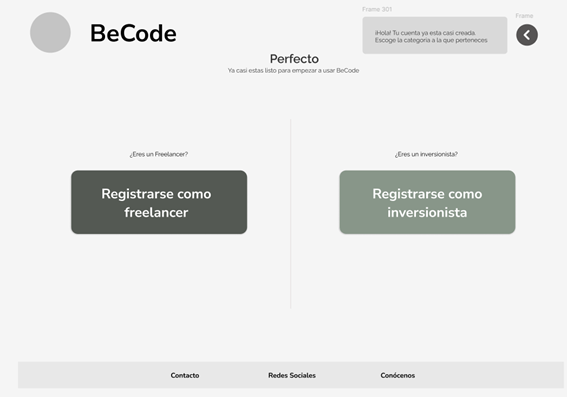 Frame 301
Frame
BeCode
¡Hola! Tu cuenta ya esta casi creada.
Escoge la categoría a la que perteneces.
Perfecto
Ya casi estas listo para empezar a usar BeCode
¿Eres un Freelancer?
Registrarse como
freelancer
¿Eres un inversionista?
Registrarse como
inversionista
Contacto
Redes Sociales
Conócenos